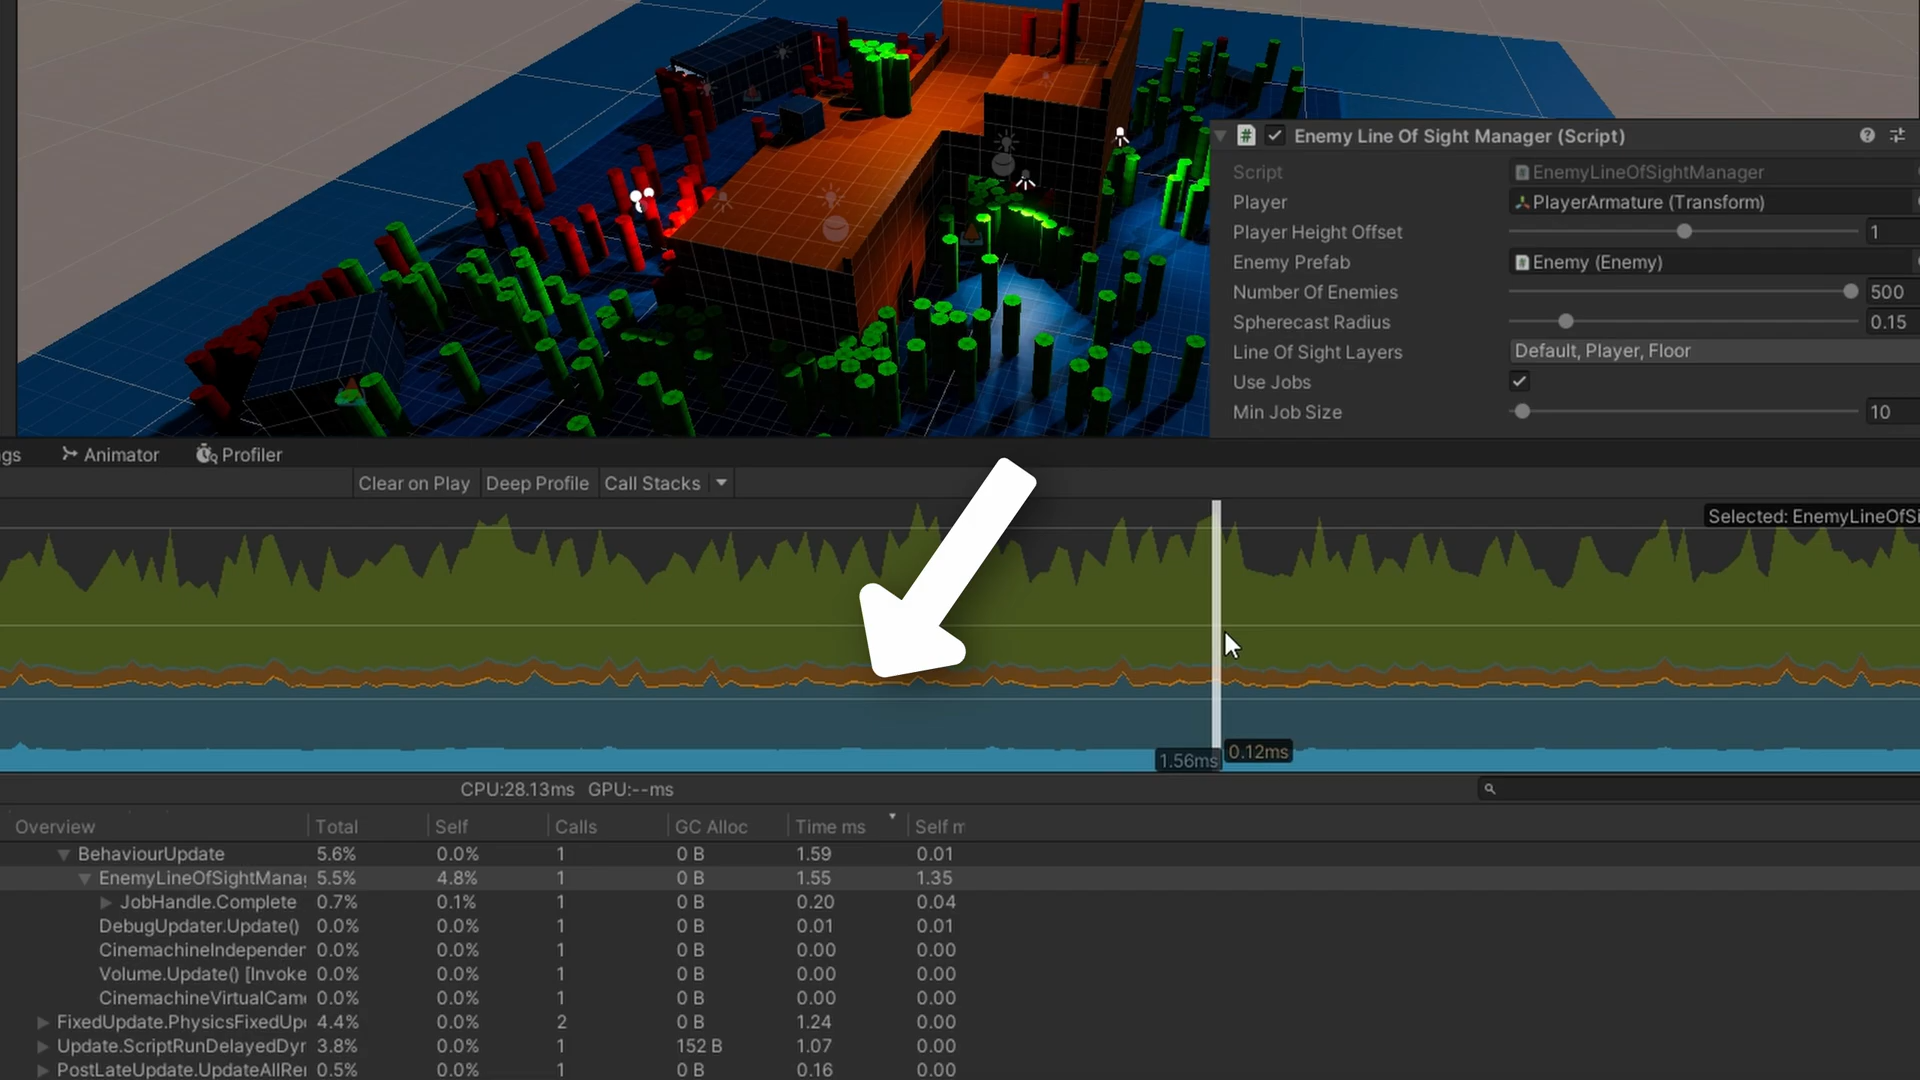 Enemy Line Of Sight Manager (Script)
Script EnemyLineOfSightManager
Player PlayerArmature (Transform)
Player Height Offset 1
Enemy Prefab Enemy (Enemy)
Number Of Enemies 500
Spherecast Radius 0.15
Line Of Sight Layers Default, Player, Floor
Use Jobs
Min Job Size 10
gs Animator Profiler
Clear on Play Deep Profile Call Stacks
Selected: EnemyLineOfSi
1.56ms 0.12ms
CPU:28.13ms GPU:--ms
Overview Total Self Calls GC Alloc Time ms Self m
BehaviourUpdate 5.6% 0.0% 1 0 B 1.59 0.01
EnemyLineOfSightMana 5.5% 4.8% 1 0 B 1.55 1.35
JobHandle.Complete 0.7% 0.1% 1 0 B 0.20 0.04
DebugUpdater.Update() 0.0% 0.0% 1 0 B 0.01 0.01
CinemachineIndependen 0.0% 0.0% 1 0 B 0.00 0.00
Volume.Update() [Invoke 0.0% 0.0% 1 0 B 0.00 0.00
CinemachineVirtualCam 0.0% 0.0% 1 0 B 0.00 0.00
FixedUpdate.PhysicsFixedUp 4.4% 0.0% 2 0 B 1.24 0.00
Update.ScriptRunDelayedDy 3.8% 0.0% 1 152 B 1.07 0.00
PostLateUpdate.UpdateAllRe 0.5% 0.0% 1 0 B 0.16 0.00